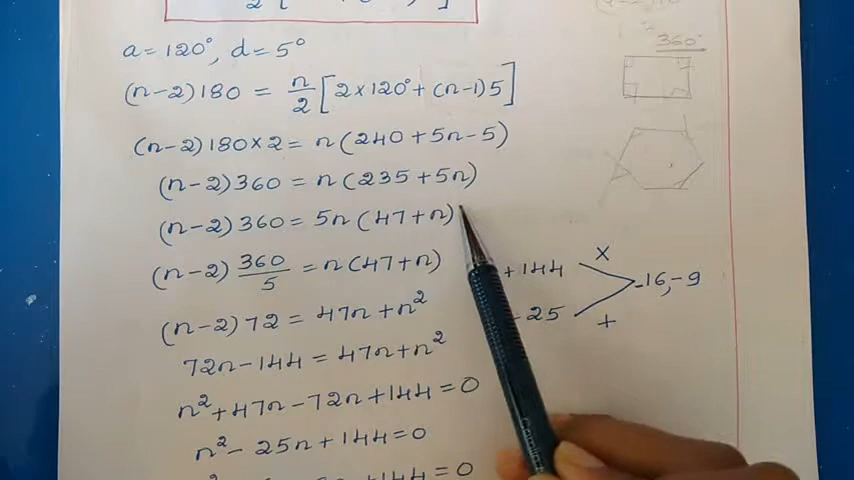 a = 120°, d = 5°
(n-2)180 = n/2 [2×120° + (n-1)5]
(n-2)180×2 = n(240+5n-5)
(n-2)360 = n(235+5n)
(n-2)360 = 5n(47+n)
(n-2) 360/5 = n(47+n)
(n-2)72 = 47n+n²
72n-144 = 47n+n²
n²+47n-72n+144=0
n²-25n+144=0
+144=0
360°
+144 ×
-16,-9
-25 +